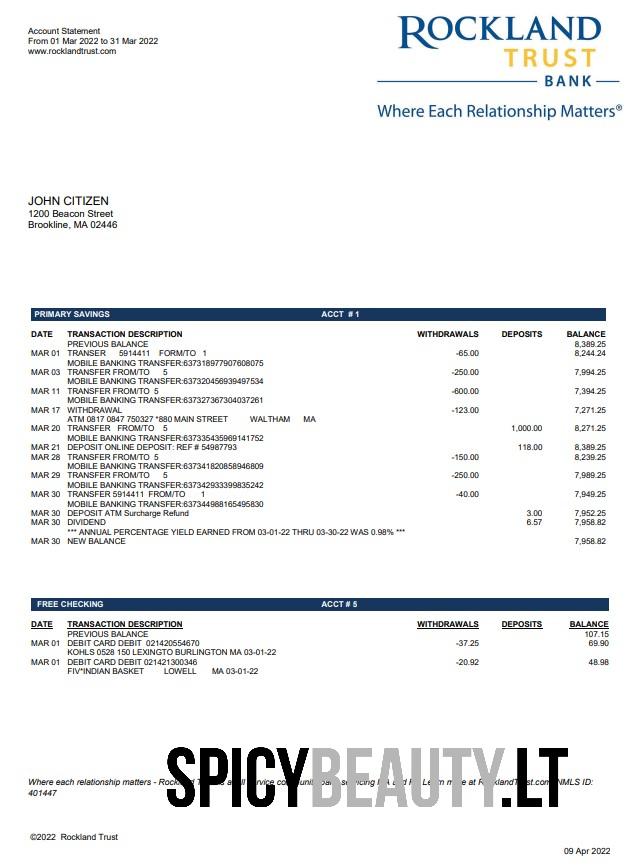 Account Statement
From 01 Mar 2022 to 31 Mar 2022
www.rocklandtrust.com
ROCKLAND
TRUST
BANK
Where Each Relationship Matters®
JOHN CITIZEN
1200 Beacon Street
Brookline, MA 02446
PRIMARY SAVINGS ACCT # 1
DATE TRANSACTION DESCRIPTION WITHDRAWALS DEPOSITS BALANCE
PREVIOUS BALANCE 8,389.25
MAR 01 TRANSER 5914411 FORM/TO 1 -65.00 8,244.24
MOBILE BANKING TRANSFER:637318977907608075
MAR 03 TRANSFER FROM/TO 5 -250.00 7,994.25
MOBILE BANKING TRANSFER:637320456939497534
MAR 11 TRANSFER FROM/TO 5 -600.00 7,394.25
MOBILE BANKING TRANSFER:637327367304037261
MAR 17 WITHDRAWAL -123.00 7,271.25
ATM 0817 0847 750327 *880 MAIN STREET WALTHAM MA
MAR 20 TRANSFER FROM/TO 5 1,000.00 8,271.25
MOBILE BANKING TRANSFER:637335435969141752
MAR 21 DEPOSIT ONLINE DEPOSIT: REF # 54987793 118.00 8,389.25
MAR 28 TRANSFER FROM/TO 5 -150.00 8,239.25
MOBILE BANKING TRANSFER:637341820858946809
MAR 29 TRANSFER FROM/TO 5 -250.00 7,989.25
MOBILE BANKING TRANSFER:637342933399835242
MAR 30 TRANSFER 5914411 FROM/TO 1 -40.00 7,949.25
MOBILE BANKING TRANSFER:637344988165495830
MAR 30 DEPOSIT ATM Surcharge Refund 3.00 7,952.25
MAR 30 DIVIDEND 6.57 7,958.82
*** ANNUAL PERCENTAGE YIELD EARNED FROM 03-01-22 THRU 03-30-22 WAS 0.98% ***
MAR 30 NEW BALANCE 7,958.82
FREE CHECKING ACCT # 5
DATE TRANSACTION DESCRIPTION WITHDRAWALS DEPOSITS BALANCE
PREVIOUS BALANCE 107.15
MAR 01 DEBIT CARD DEBIT 021420554670 -37.25 69.90
KOHLS 0528 150 LEXINGTO BURLINGTON MA 03-01-22
MAR 01 DEBIT CARD DEBIT 021421300346 -20.92 48.98
FIV*INDIAN BASKET LOWELL MA 03-01-22
SPICYBEAUTY.LT
Where each relationship matters - service more at NMLS ID:
401447
©2022 Rockland Trust
09 Apr 2022